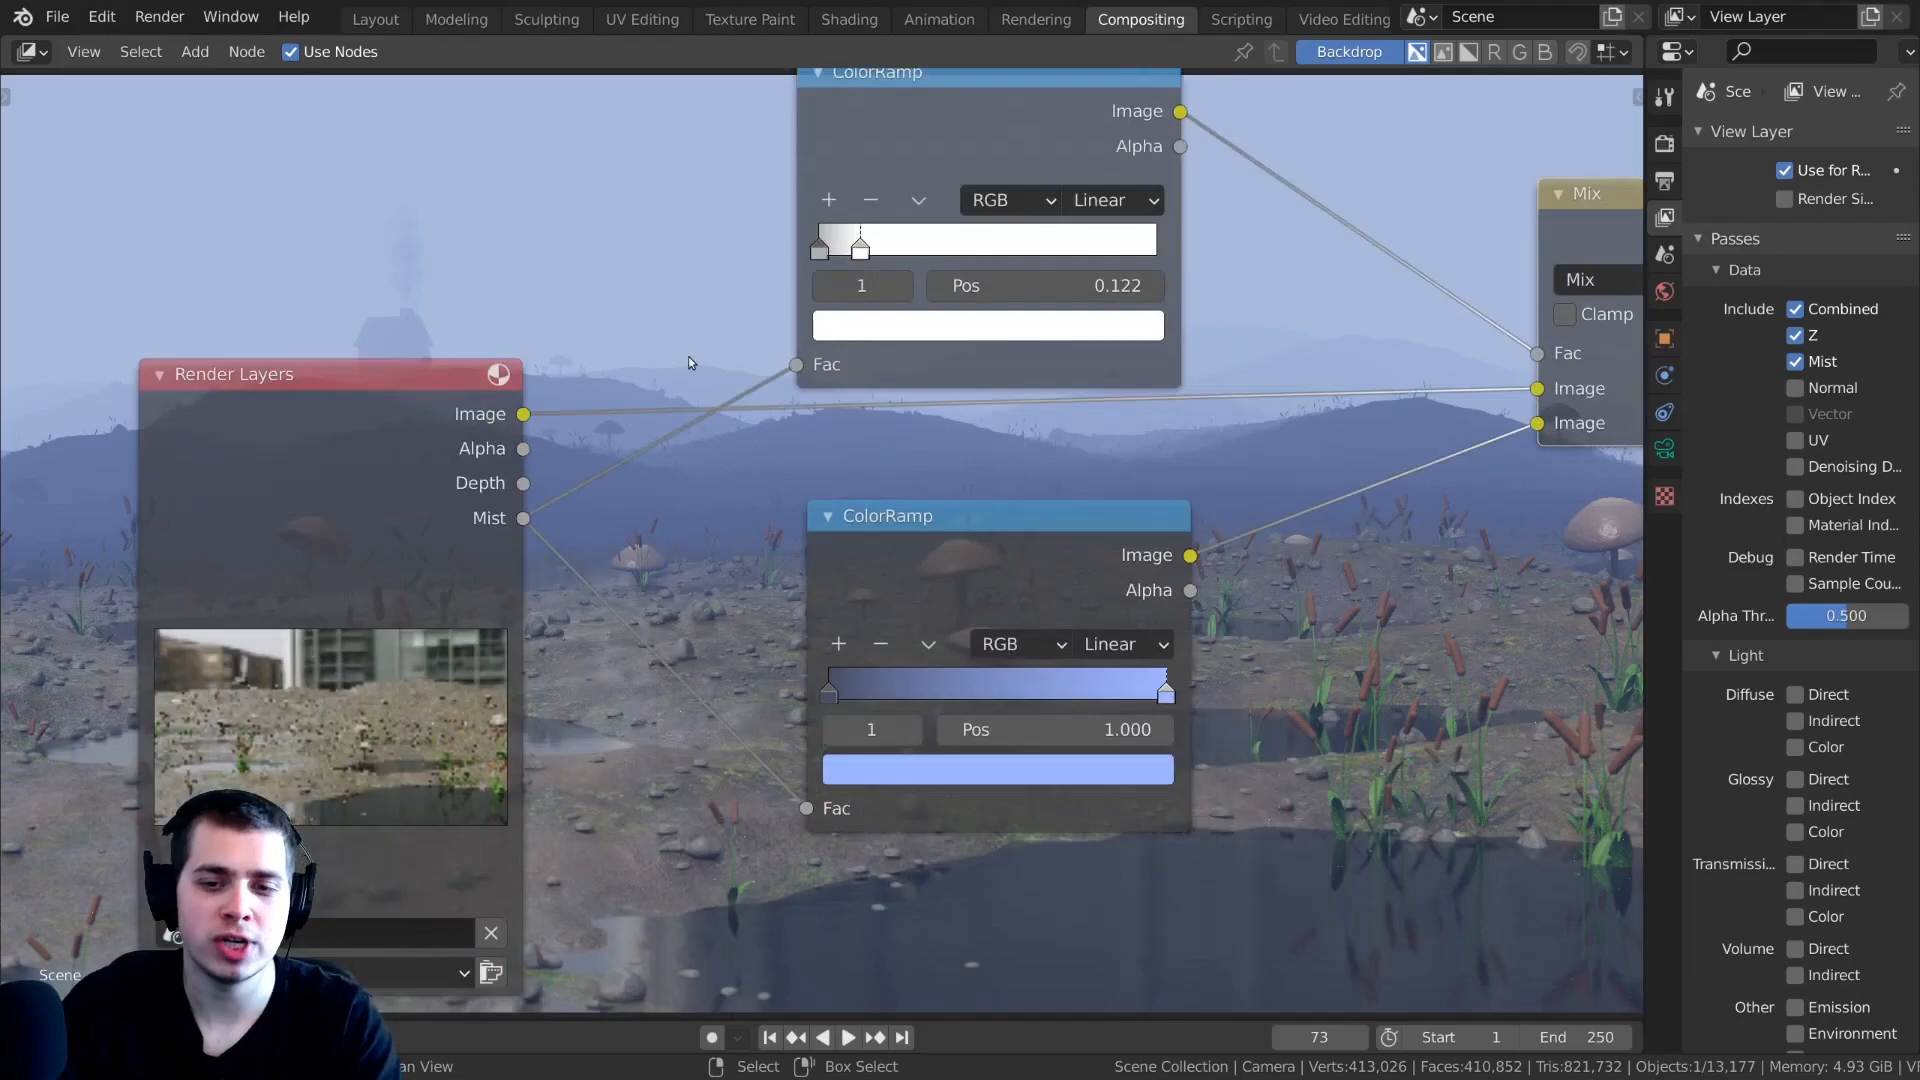 File Edit Render Window Help Layout Modeling Sculpting UV Editing Texture Paint Shading Animation Rendering Compositing Scripting Video Editing Scene View Layer
View Select Add Node Use Nodes Backdrop R G B
Sce View ...
View Layer
Use for R...
Render Si...
Passes
Data
Include Combined
Z
Mist
Normal
Vector
UV
Denoising D...
Indexes Object Index
Material Ind...
Debug Render Time
Sample Cou...
Alpha Thr... 0.500
Light
Diffuse Direct
Indirect
Color
Glossy Direct
Indirect
Color
Transmissi... Direct
Indirect
Color
Volume Direct
Indirect
Other Emission
Environment
ColorRamp
Image
Alpha
RGB Linear
1 Pos 0.122
Fac
Mix
Mix
Clamp
Fac
Image
Image
Render Layers
Image
Alpha
Depth
Mist
Scene
ColorRamp
Image
Alpha
RGB Linear
1 Pos 1.000
Fac
73 Start 1 End 250
an View Select Box Select Scene Collection | Camera | Verts:413,026 | Faces:410,852 | Tris:821,732 | Objects:1/13,177 | Memory: 4.93 GiB |